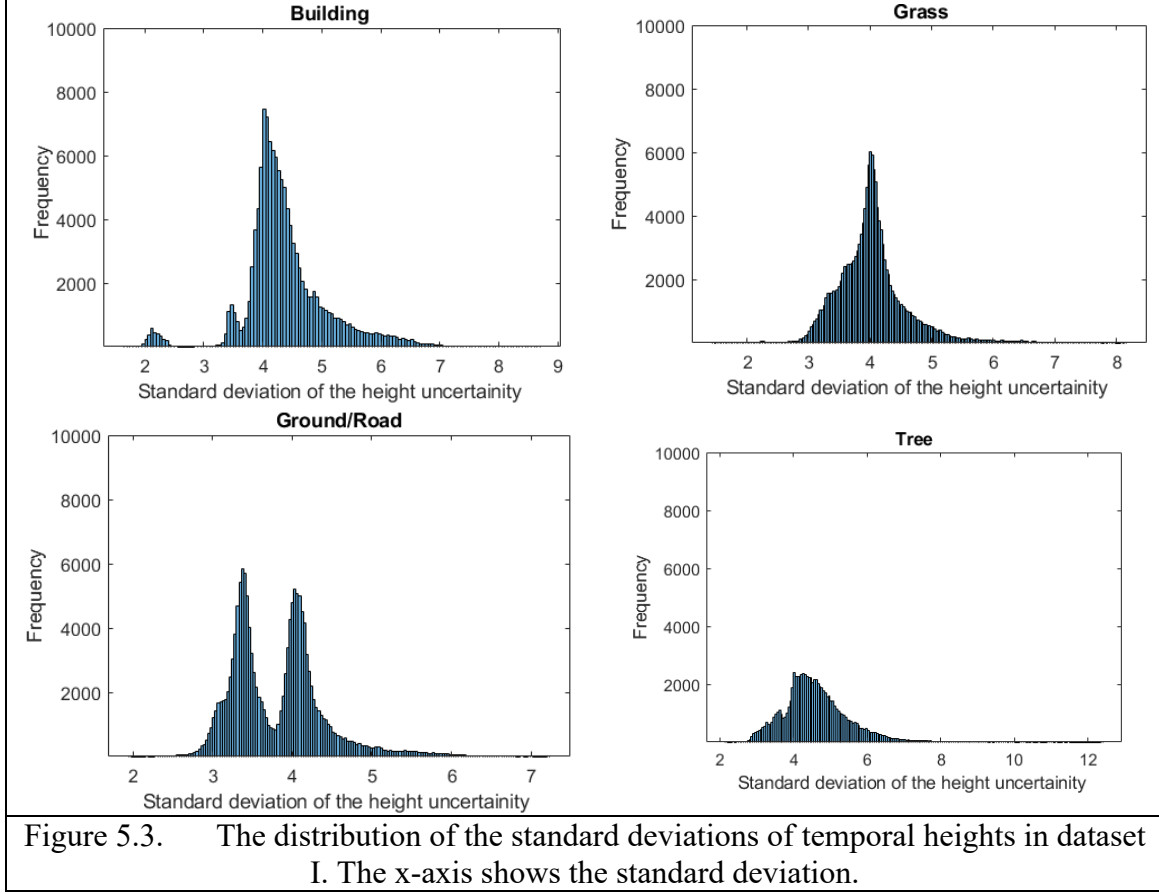 Building
10000
8000
6000
4000
2000
Frequency
2 3 4 5 6 7 8 9
Standard deviation of the height uncertainity
Grass
10000
8000
6000
4000
2000
Frequency
2 3 4 5 6 7 8
Standard deviation of the height uncertainity
Ground/Road
10000
8000
6000
4000
2000
Frequency
2 3 4 5 6 7
Standard deviation of the height uncertainity
Tree
10000
8000
6000
4000
2000
Frequency
2 4 6 8 10 12
Standard deviation of the height uncertainity
Figure 5.3. The distribution of the standard deviations of temporal heights in dataset
I. The x-axis shows the standard deviation.